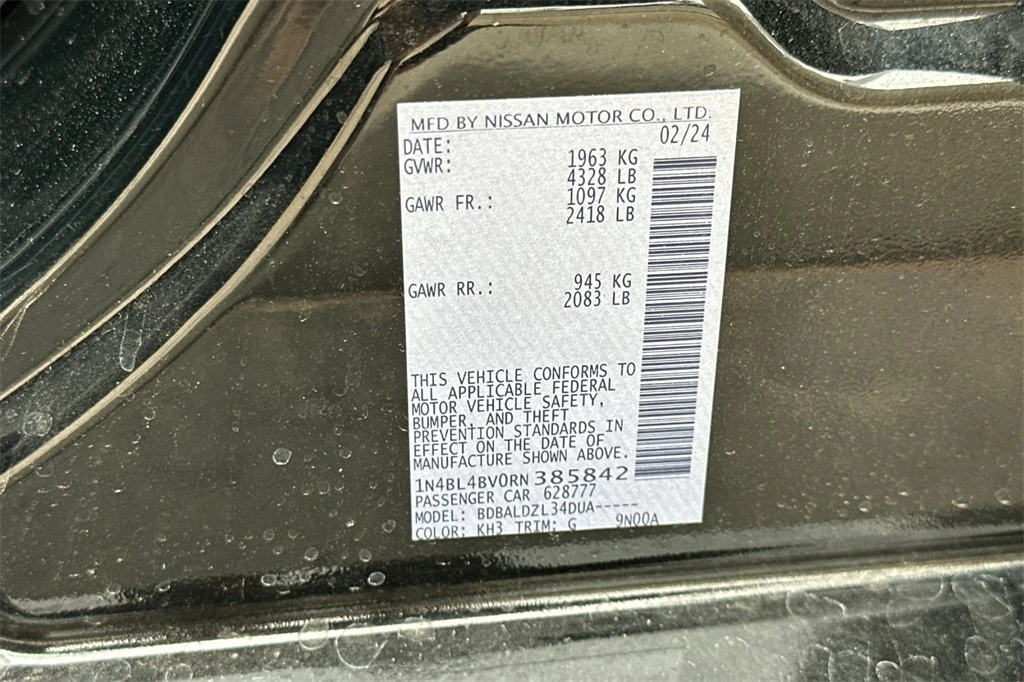 MFD BY NISSAN MOTOR CO., LTD.
DATE: 02/24
GVWR: 1963 KG
4328 LB
GAWR FR.: 1097 KG
2418 LB
GAWR RR.: 945 KG
2083 LB
THIS VEHICLE CONFORMS TO
ALL APPLICABLE FEDERAL
MOTOR VEHICLE SAFETY,
BUMPER, AND THEFT
PREVENTION STANDARDS IN
EFFECT ON THE DATE OF
MANUFACTURE SHOWN ABOVE.
1N4BL4BV0RN385842
PASSENGER CAR 628777
MODEL: BDBALDZL34DUA-----
COLOR: KH3 TRIM: G 9N00A